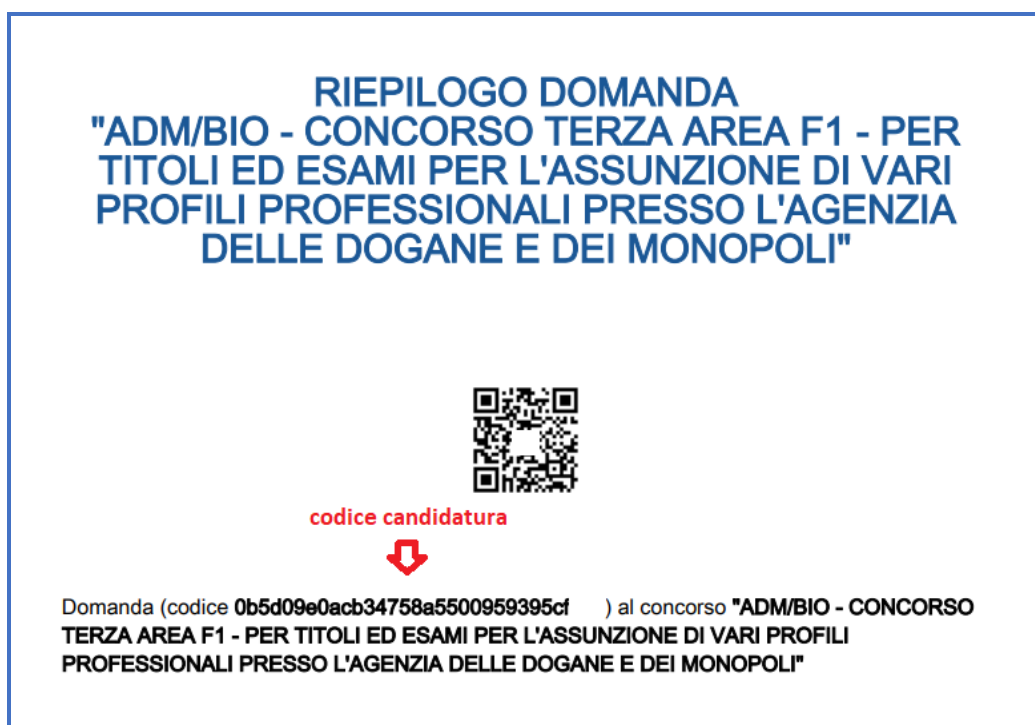 RIEPILOGO DOMANDA
"ADM/BIO - CONCORSO TERZA AREA F1 - PER
TITOLI ED ESAMI PER L'ASSUNZIONE DI VARI
PROFILI PROFESSIONALI PRESSO L'AGENZIA
DELLE DOGANE E DEI MONOPOLI"
codice candidatura
Domanda (codice 0b5d09e0acb34758a5500959395cf ) al concorso "ADM/BIO - CONCORSO
TERZA AREA F1 - PER TITOLI ED ESAMI PER L'ASSUNZIONE DI VARI PROFILI
PROFESSIONALI PRESSO L'AGENZIA DELLE DOGANE E DEI MONOPOLI"